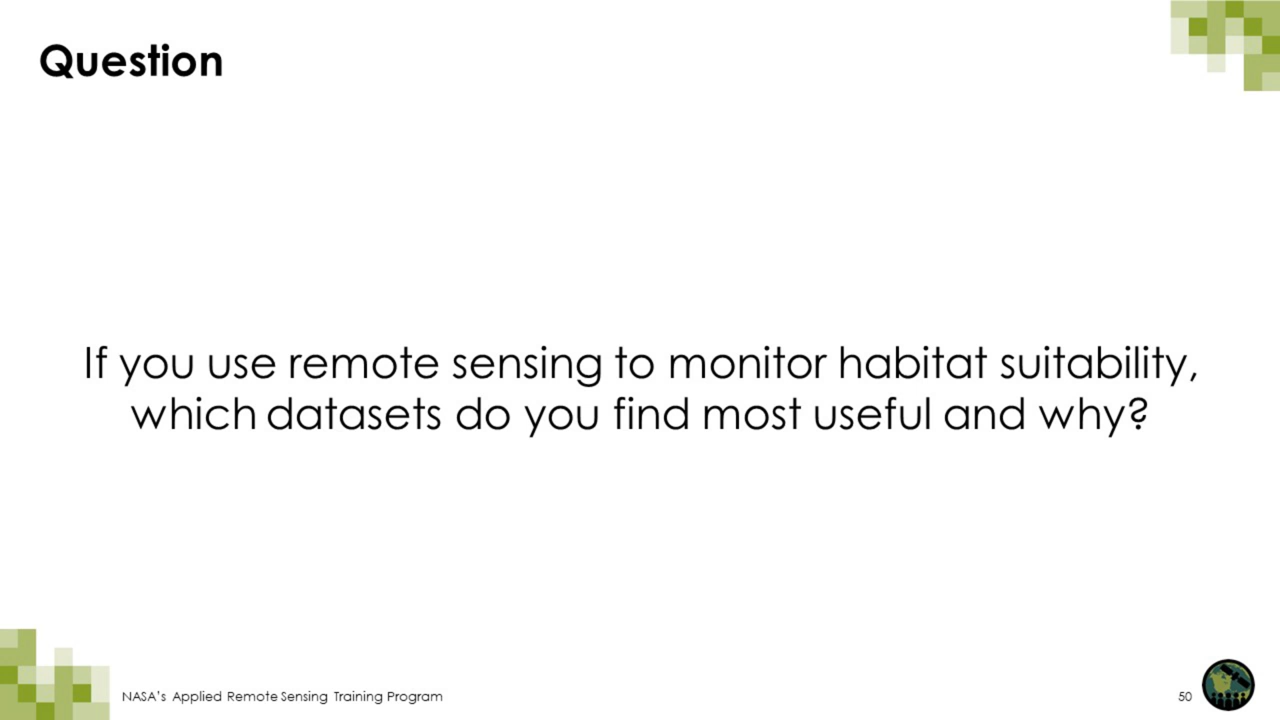 Question
If you use remote sensing to monitor habitat suitability,
which datasets do you find most useful and why?
NASA's Applied Remote Sensing Training Program
50